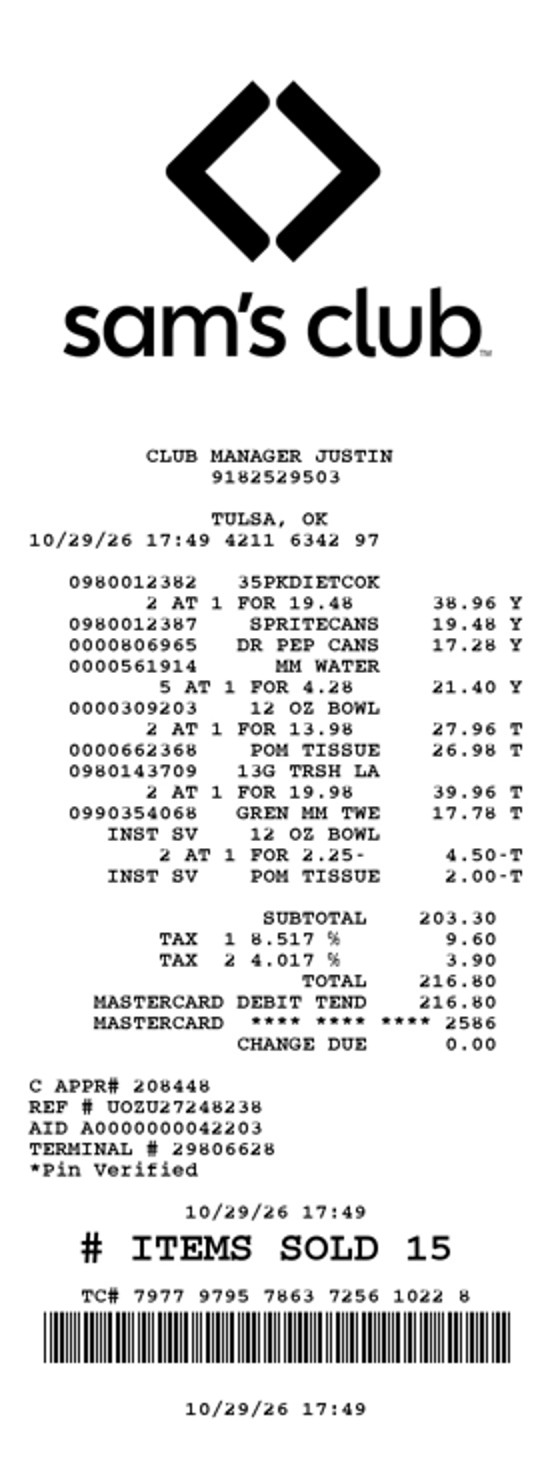 sam's club™
CLUB MANAGER JUSTIN
9182529503
TULSA, OK
10/29/26 17:49 4211 6342 97
0980012382 35PKDIETCOK
2 AT 1 FOR 19.48 38.96 Y
0980012387 SPRITECANS 19.48 Y
0000806965 DR PEP CANS 17.28 Y
0000561914 MM WATER
5 AT 1 FOR 4.28 21.40 Y
0000309203 12 OZ BOWL
2 AT 1 FOR 13.98 27.96 T
0000662368 POM TISSUE 26.98 T
0980143709 13G TRSH LA
2 AT 1 FOR 19.98 39.96 T
0990354068 GREN MM TWE 17.78 T
INST SV 12 OZ BOWL
2 AT 1 FOR 2.25- 4.50-T
INST SV POM TISSUE 2.00-T
SUBTOTAL 203.30
TAX 1 8.517 % 9.60
TAX 2 4.017 % 3.90
TOTAL 216.80
MASTERCARD DEBIT TEND 216.80
MASTERCARD **** **** **** 2586
CHANGE DUE 0.00
C APPR# 208448
REF # UOZU27248238
AID A0000000042203
TERMINAL # 29806628
*Pin Verified
10/29/26 17:49
# ITEMS SOLD 15
TC# 7977 9795 7863 7256 1022 8
10/29/26 17:49